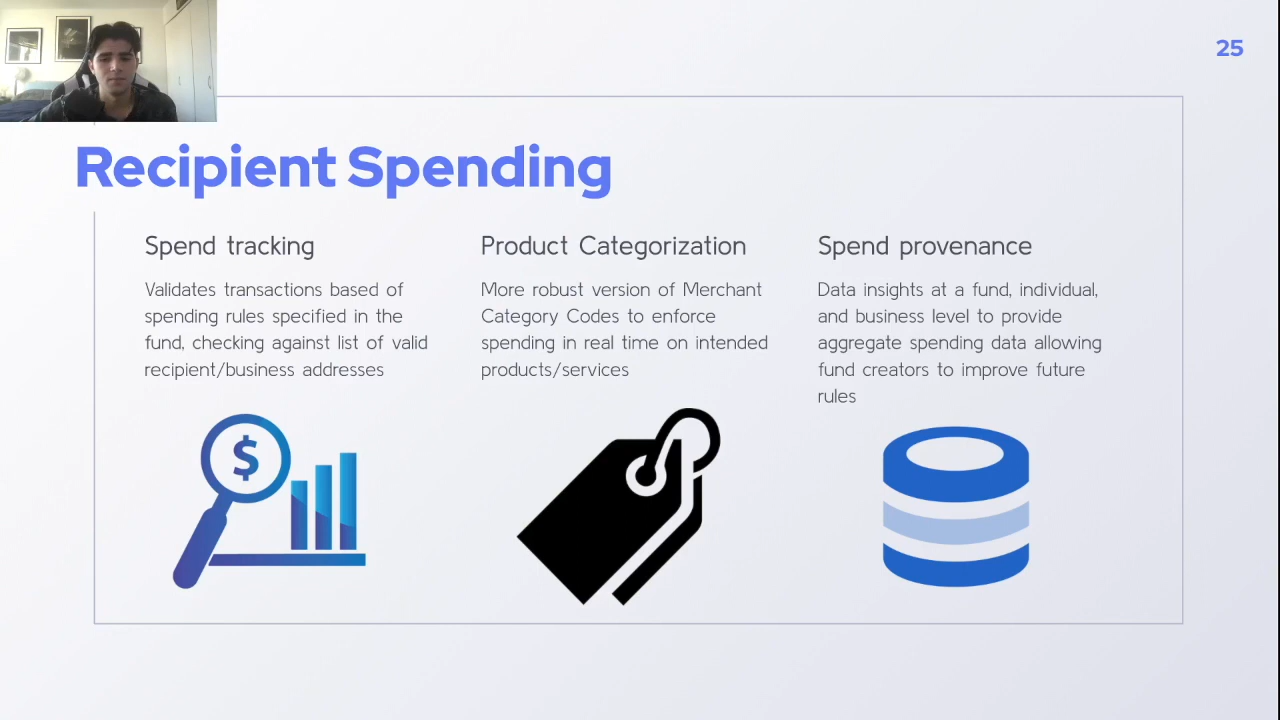 25
Recipient Spending
Spend tracking
Validates transactions based of
spending rules specified in the
fund, checking against list of valid
recipient/business addresses
$
Product Categorization
More robust version of Merchant
Category Codes to enforce
spending in real time on intended
products/services
Spend provenance
Data insights at a fund, individual,
and business level to provide
aggregate spending data allowing
fund creators to improve future
rules